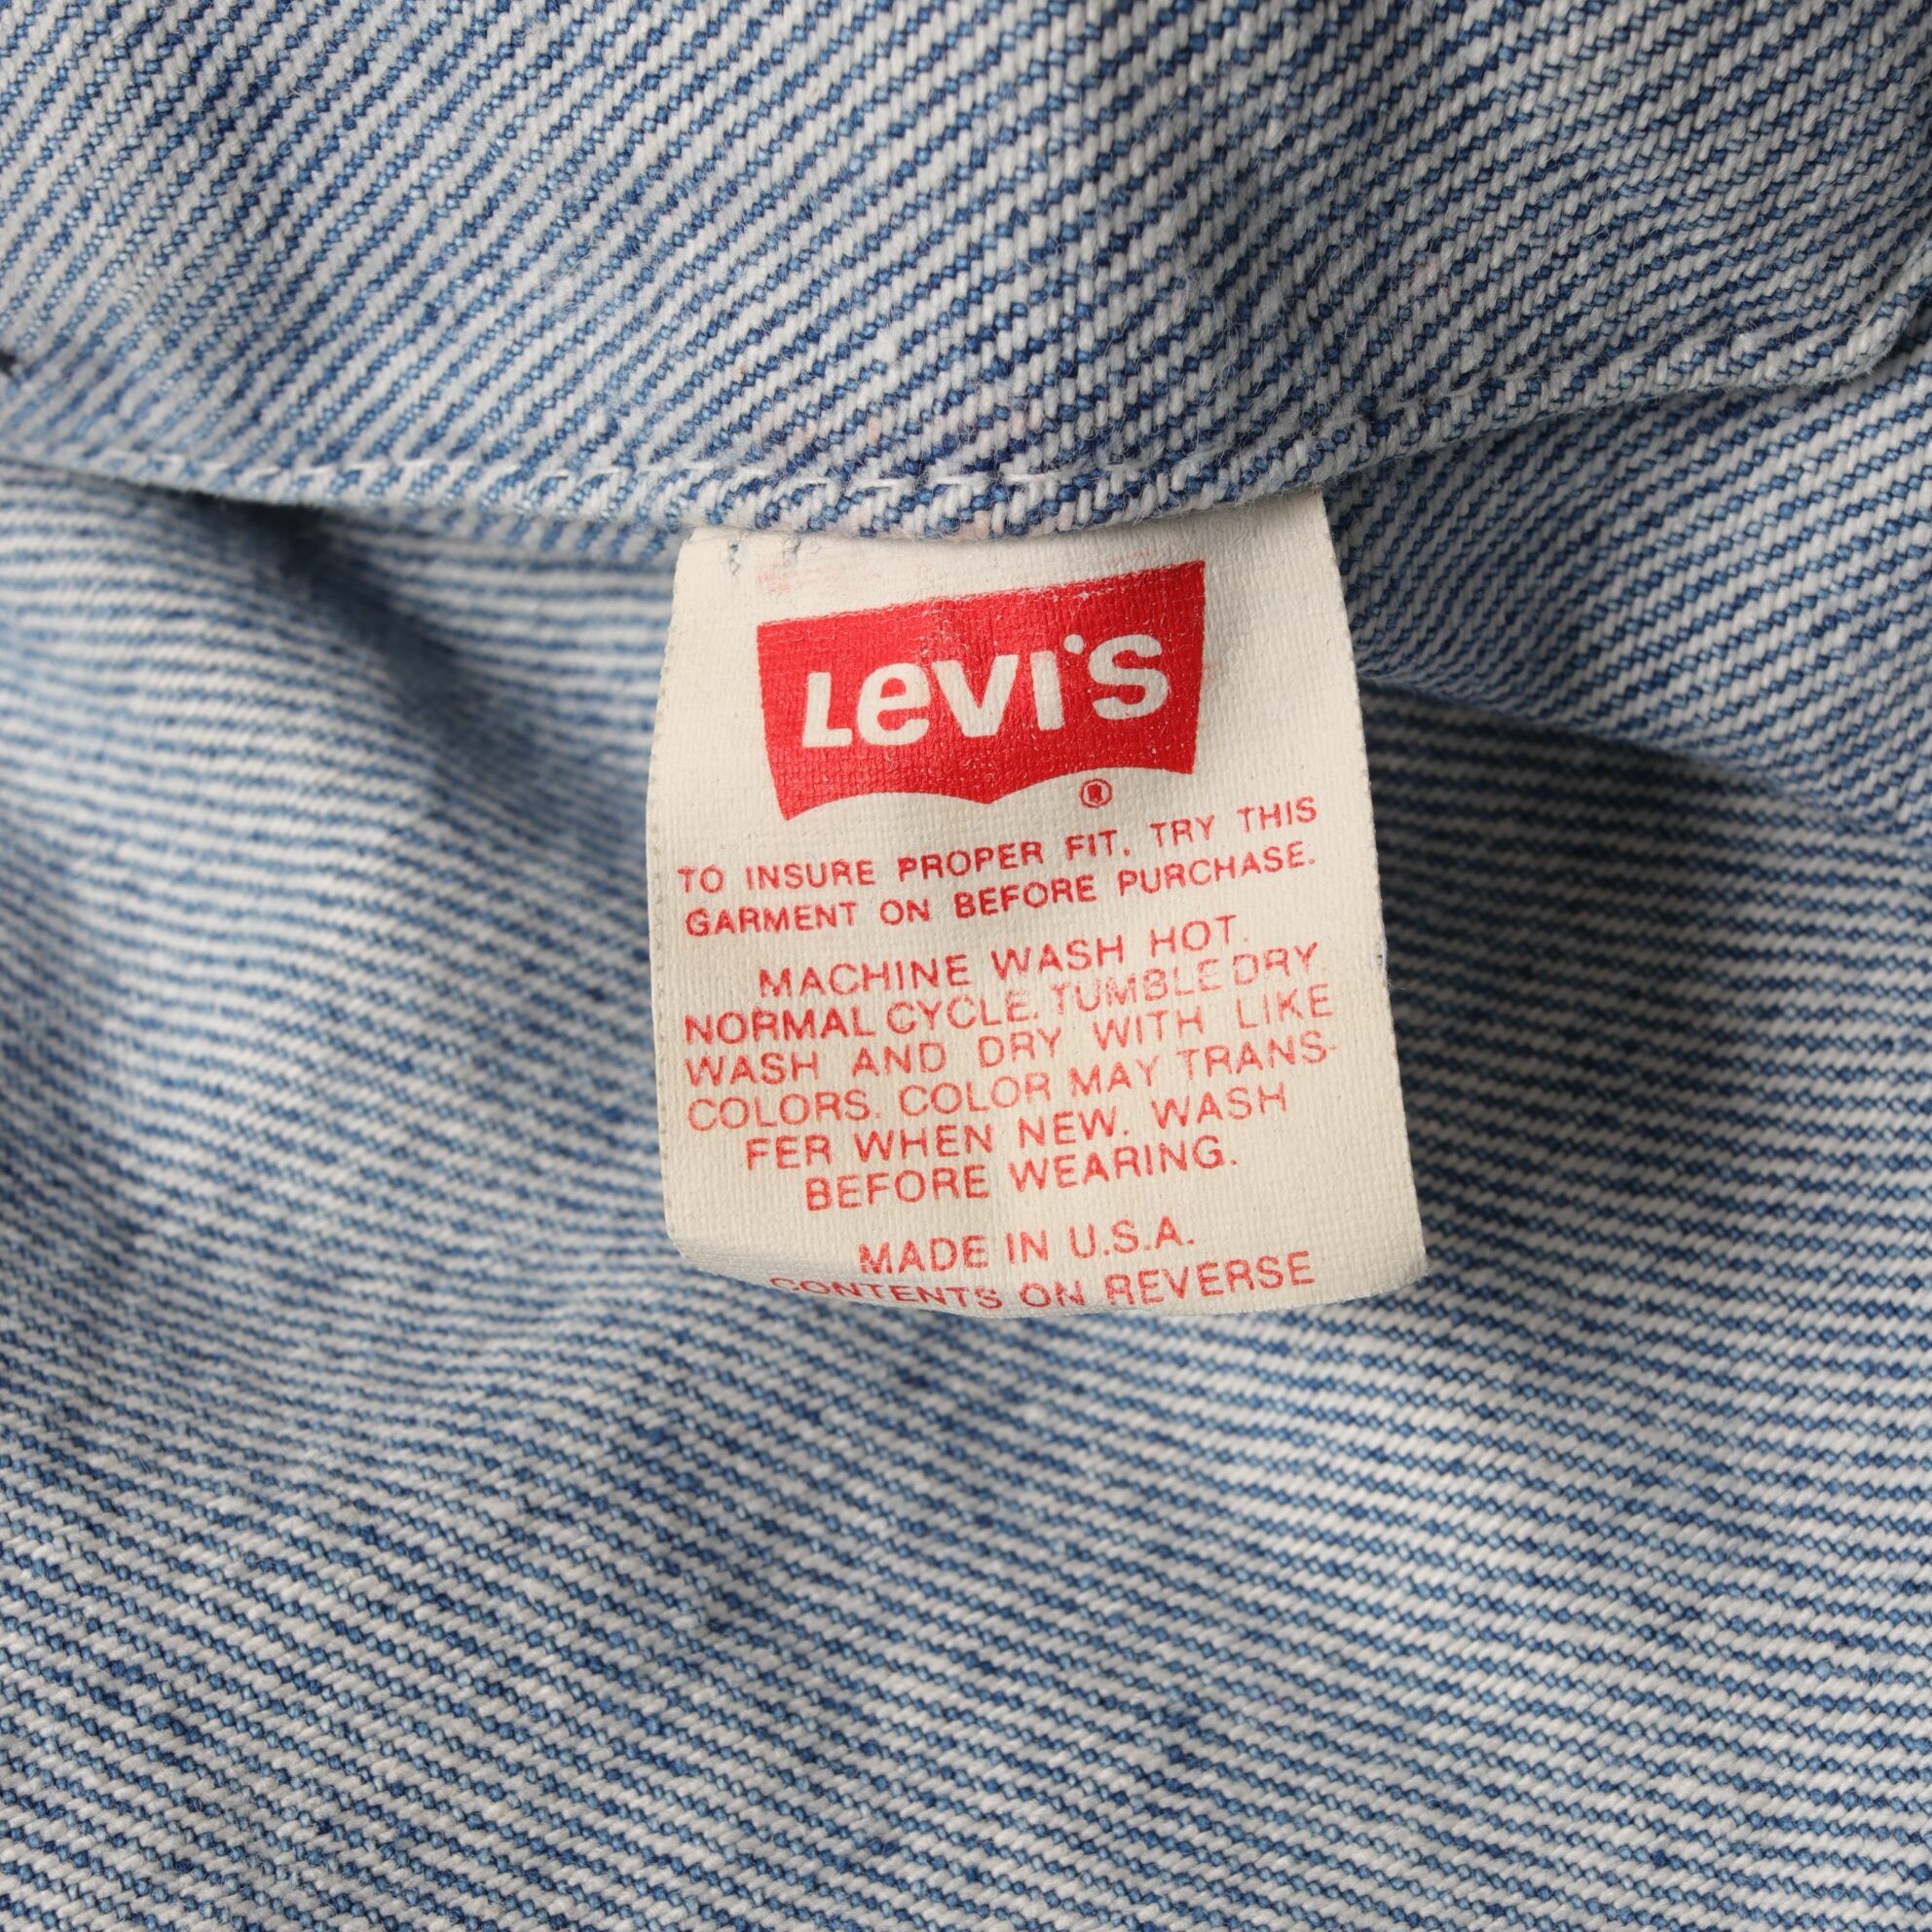 LEVI'S
®
TO INSURE PROPER FIT, TRY THIS
GARMENT ON BEFORE PURCHASE.
MACHINE WASH HOT.
NORMAL CYCLE. TUMBLE DRY.
WASH AND DRY WITH LIKE
COLORS. COLOR MAY TRANS-
FER WHEN NEW. WASH
BEFORE WEARING.
MADE IN U.S.A.
CONTENTS ON REVERSE